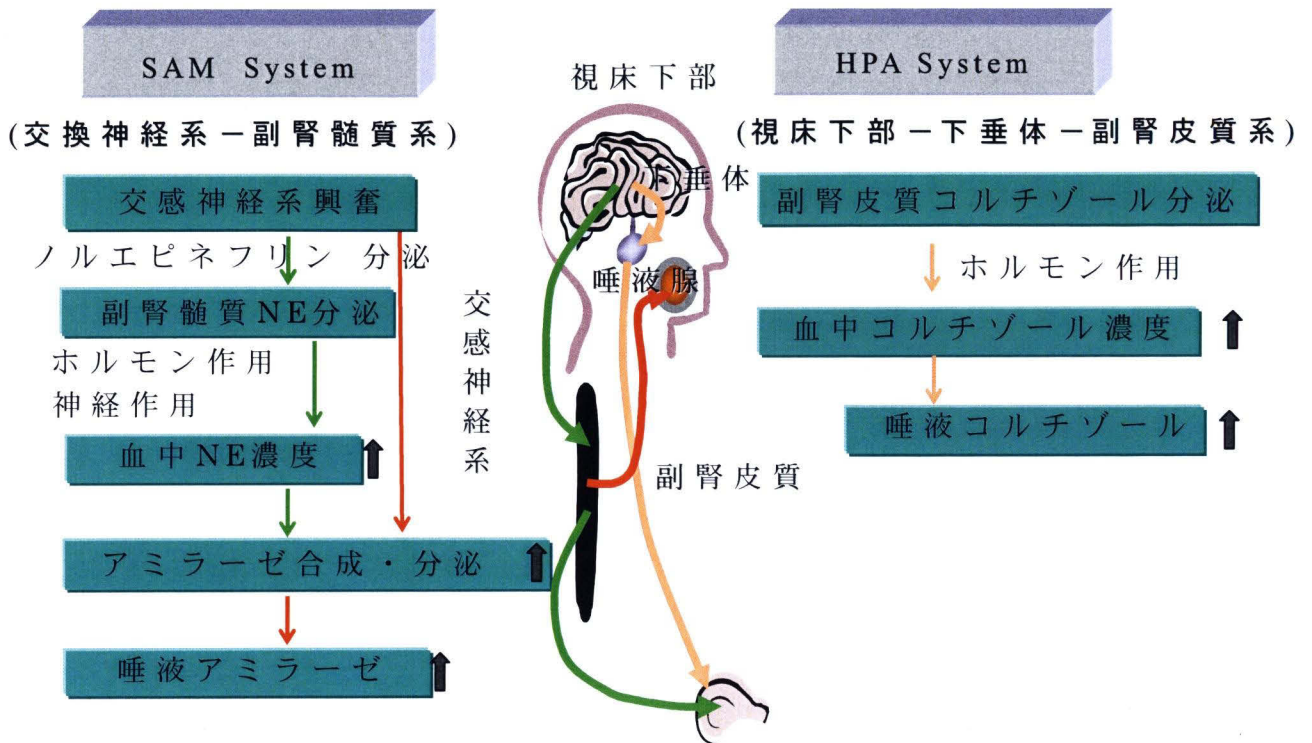 SAM System
(交換神経系－副腎髄質系)
交感神経系興奮
ノルエピネフリン 分泌
副腎髄質NE分泌
ホルモン作用
神経作用
血中NE濃度
アミラーゼ合成・分泌
唾液アミラーゼ
視床下部
下垂体
唾液腺
交感神経系
副腎皮質
HPA System
(視床下部－下垂体－副腎皮質系)
副腎皮質コルチゾール分泌
ホルモン作用
血中コルチゾール濃度
唾液コルチゾール